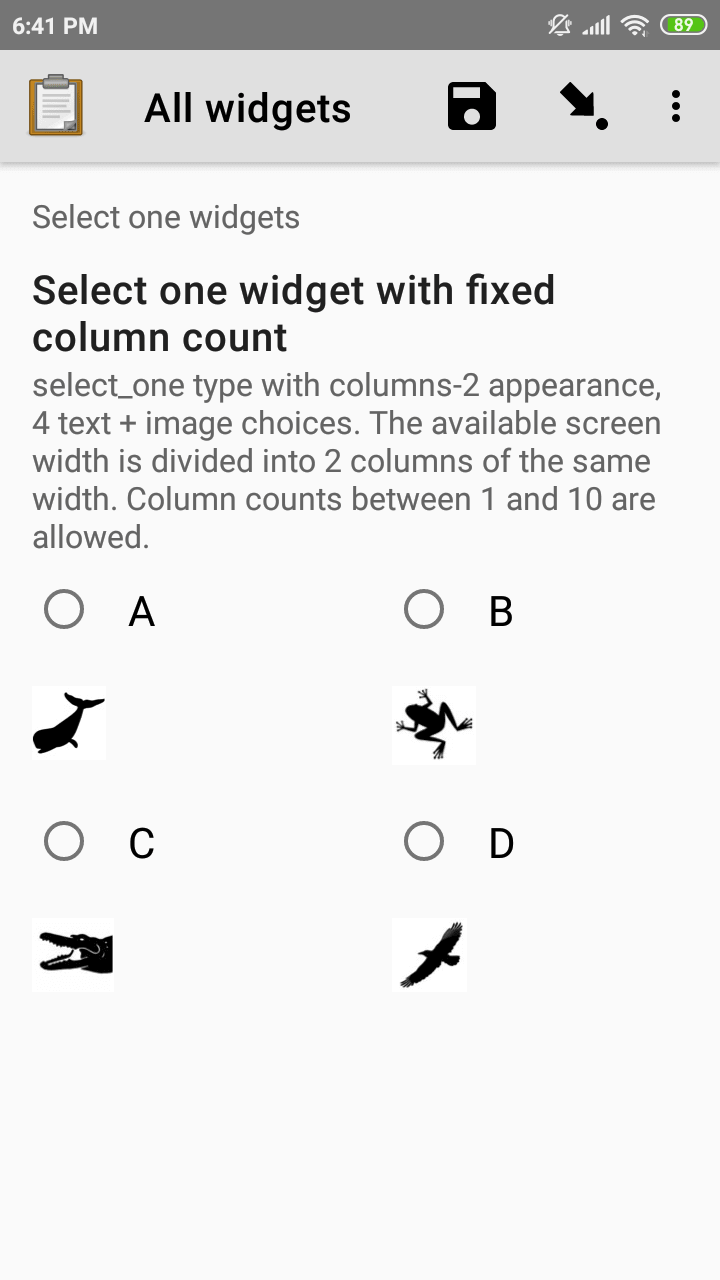 6:41 PM
89
All widgets
Select one widgets
Select one widget with fixed
column count
select_one type with columns-2 appearance,
4 text + image choices. The available screen
width is divided into 2 columns of the same
width. Column counts between 1 and 10 are
allowed.
A
B
C
D